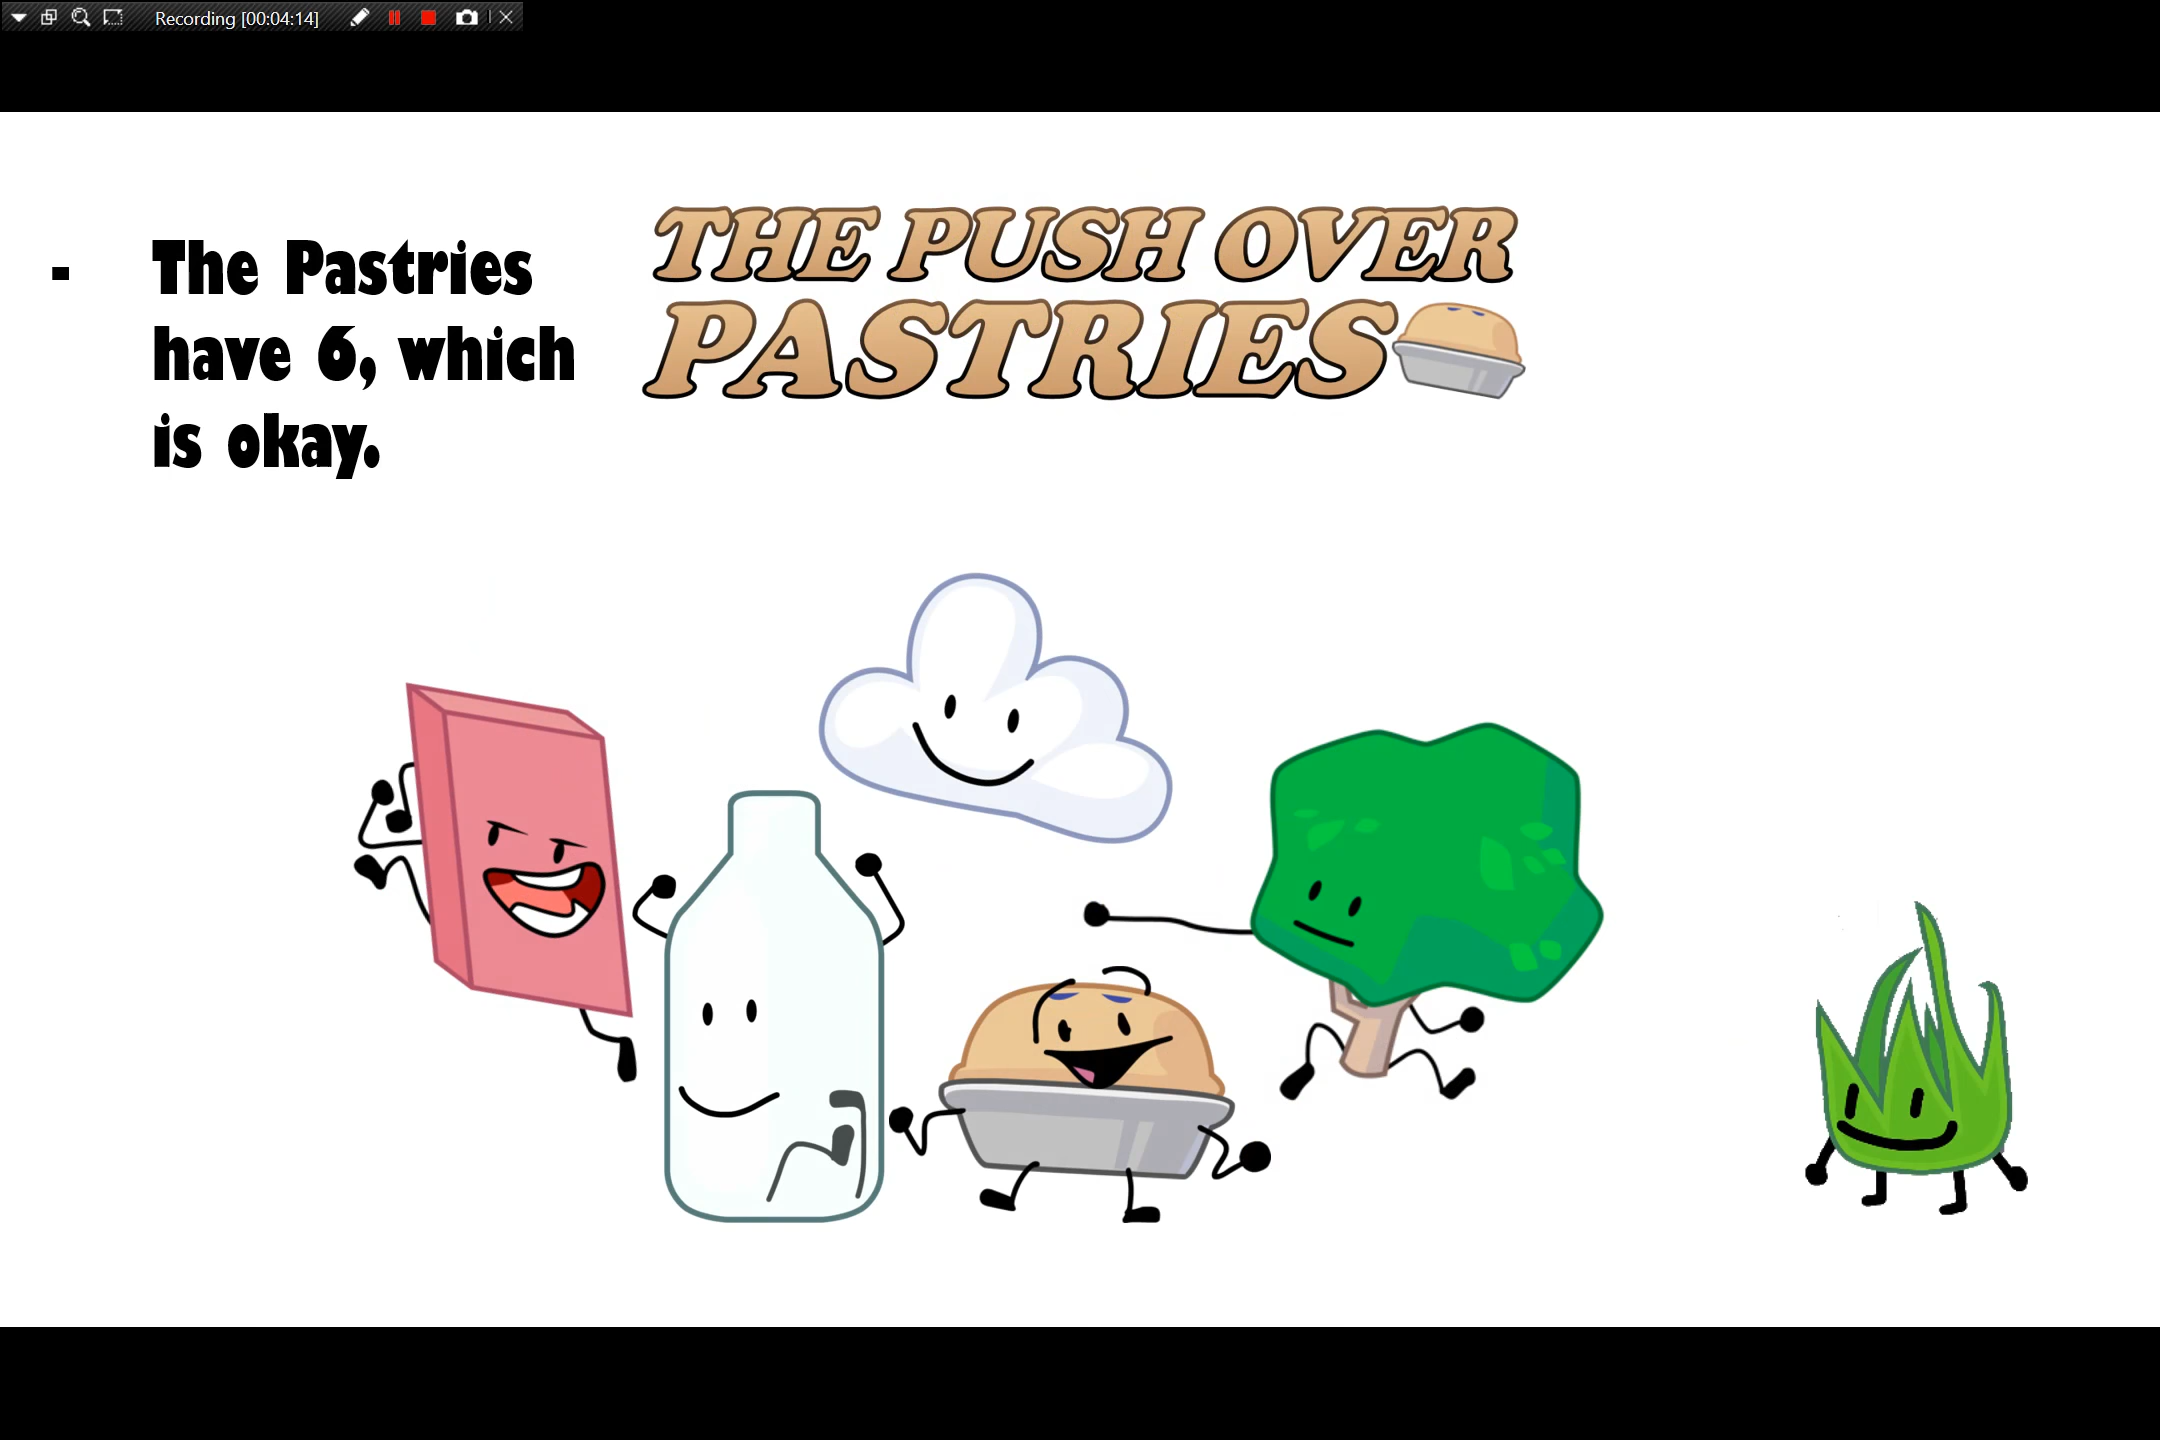 Recording [00:04:14]
- The Pastries
have 6, which
is okay.
THE PUSH OVER
PASTRIES